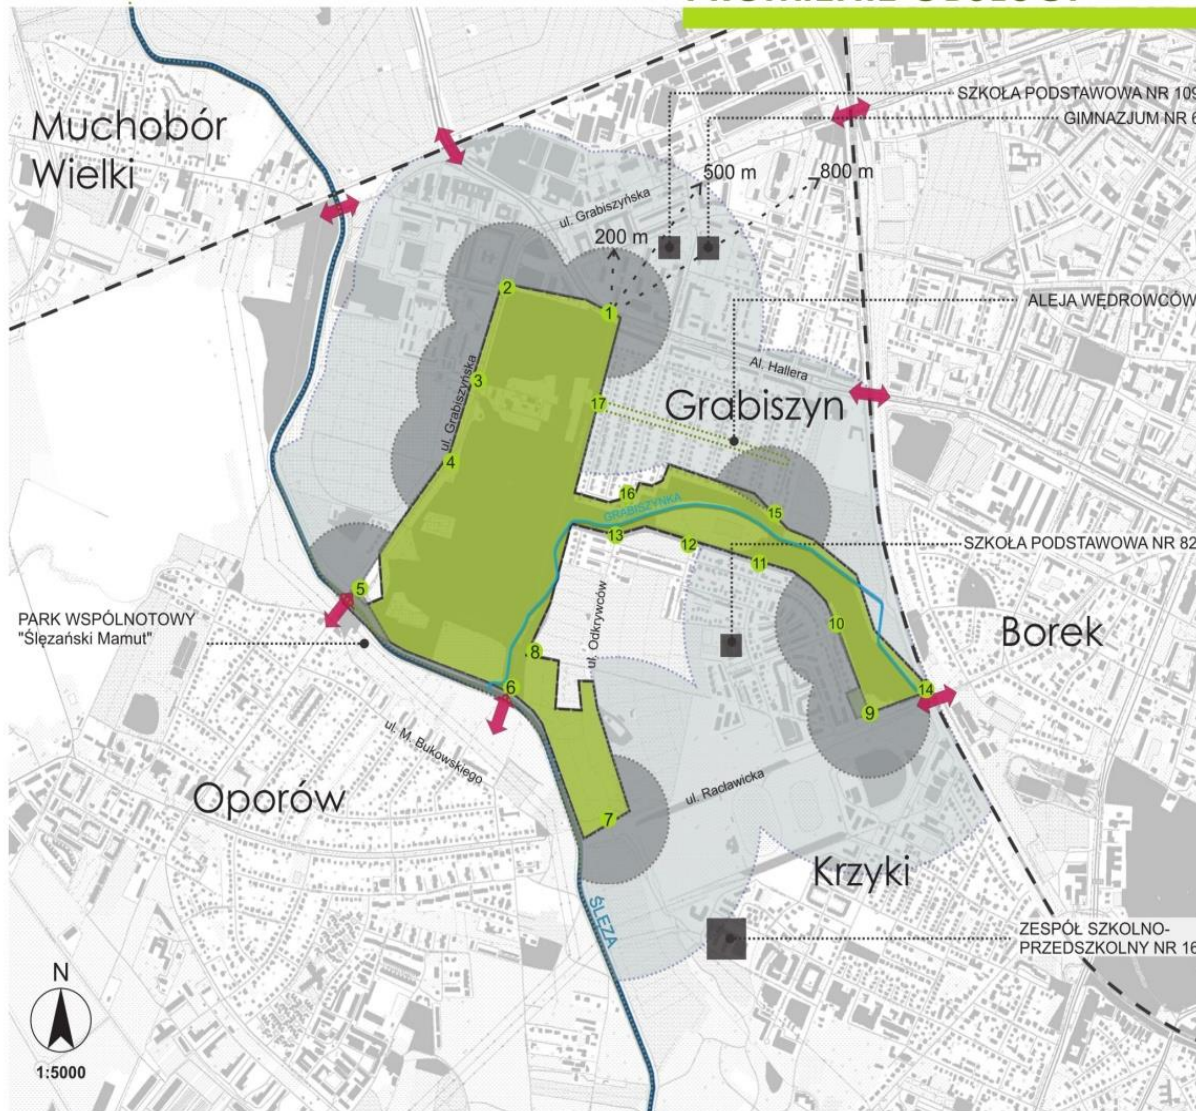 Muchobór
Wielki
SZKOŁA PODSTAWOWA NR 109
GIMNAZJUM NR 6
500 m
800 m
ul. Grabiszyńska
200 m
2
1
ALEJA WĘDROWCÓW
Al. Hallera
3
ul. Grabiszyńska
17
Grabiszyn
4
16
GRABISZYNKA
15
13
12
11
SZKOŁA PODSTAWOWA NR 82
5
PARK WSPÓLNOTOWY
"Ślęzański Mamut"
ul. Odkrywców
10
Borek
8
6
14
9
ul. M. Bukowskiego
Oporów
ul. Racławicka
7
Krzyki
ŚLĘZA
ZESPÓŁ SZKOLNO-
PRZEDSZKOLNY NR 16
N
1:5000